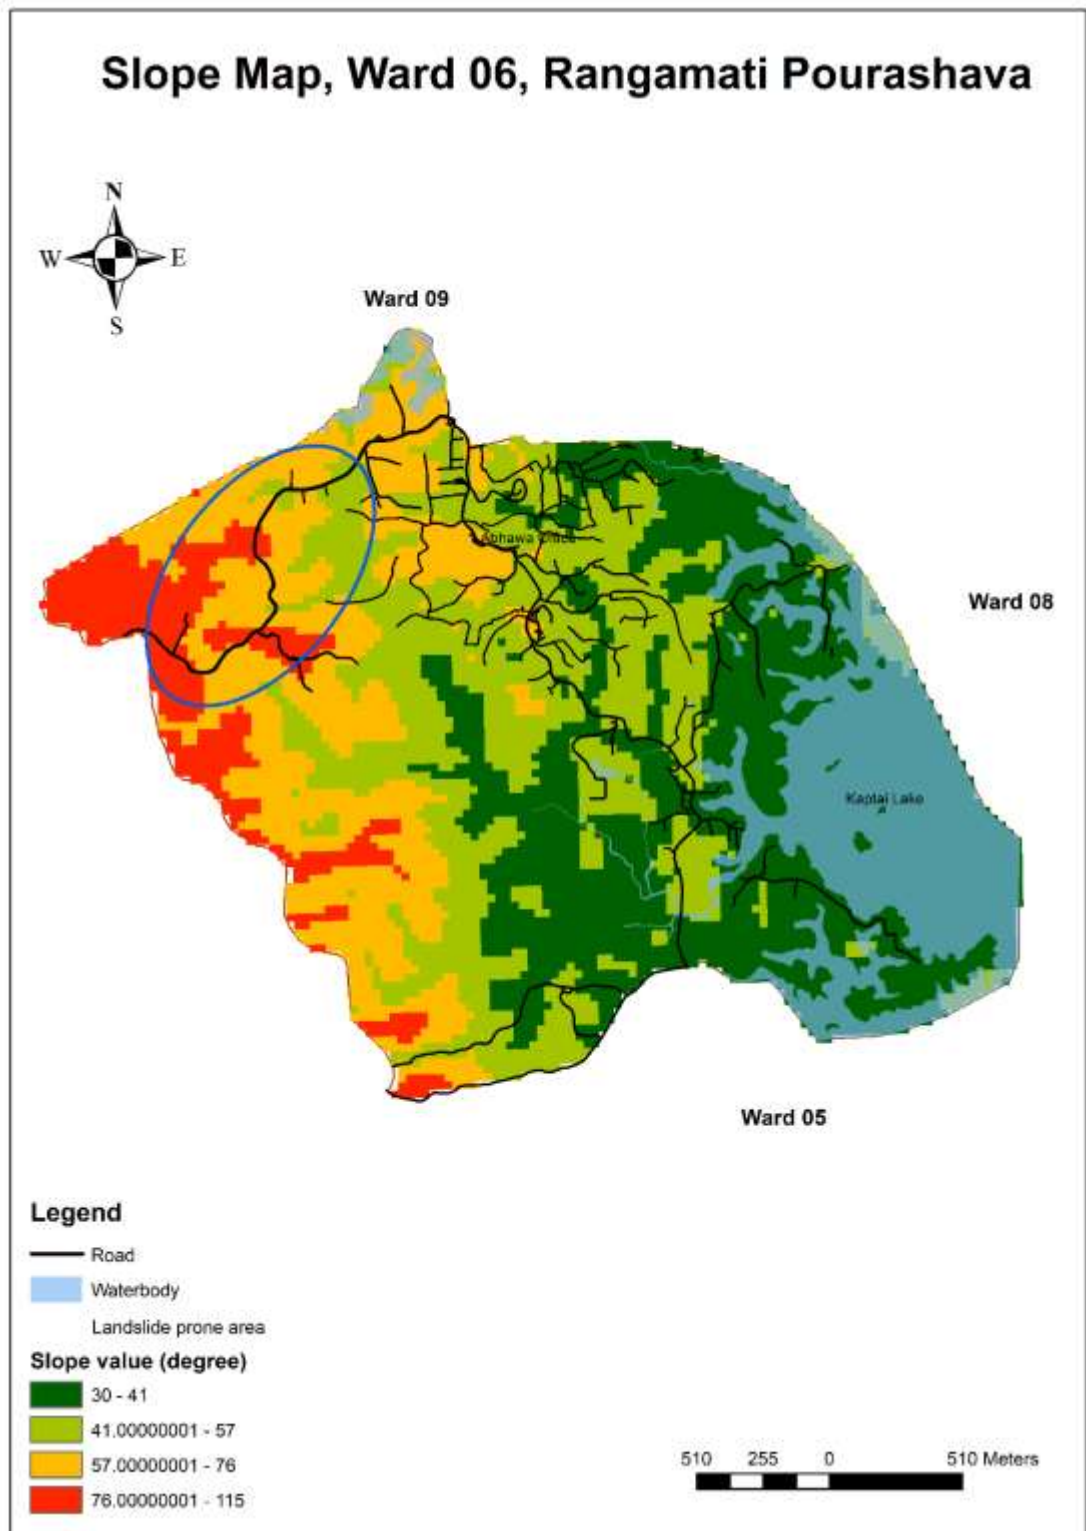 Slope Map, Ward 06, Rangamati Pourashava
N
W
E
S
Ward 09
Ward 08
Kaptai Lake
Ward 05
Legend
Road
Waterbody
Landslide prone area
Slope value (degree)
30 - 41
41.00000001 - 57
57.00000001 - 76
76.00000001 - 115
510 255 0 510 Meters